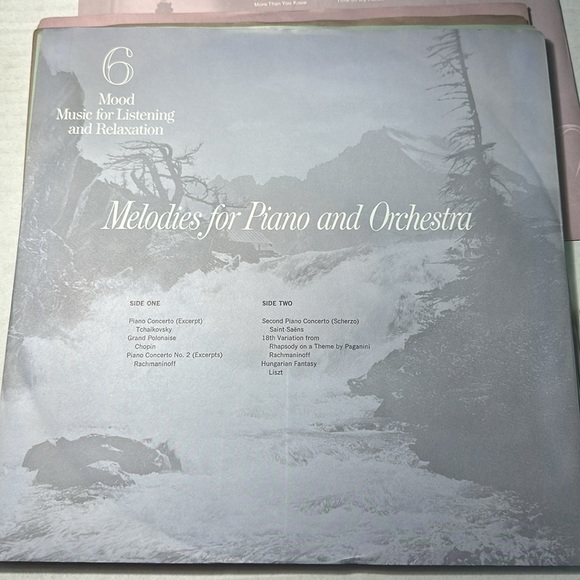 More Than You Know
6
Mood
Music for Listening
and Relaxation
Melodies for Piano and Orchestra
SIDE ONE
Piano Concerto (Excerpt)
Tchaikovsky
Grand Polonaise
Chopin
Piano Concerto No. 2 (Excerpts)
Rachmaninoff
SIDE TWO
Second Piano Concerto (Scherzo)
Saint-Saëns
18th Variation from
Rhapsody on a Theme by Paganini
Rachmaninoff
Hungarian Fantasy
Liszt